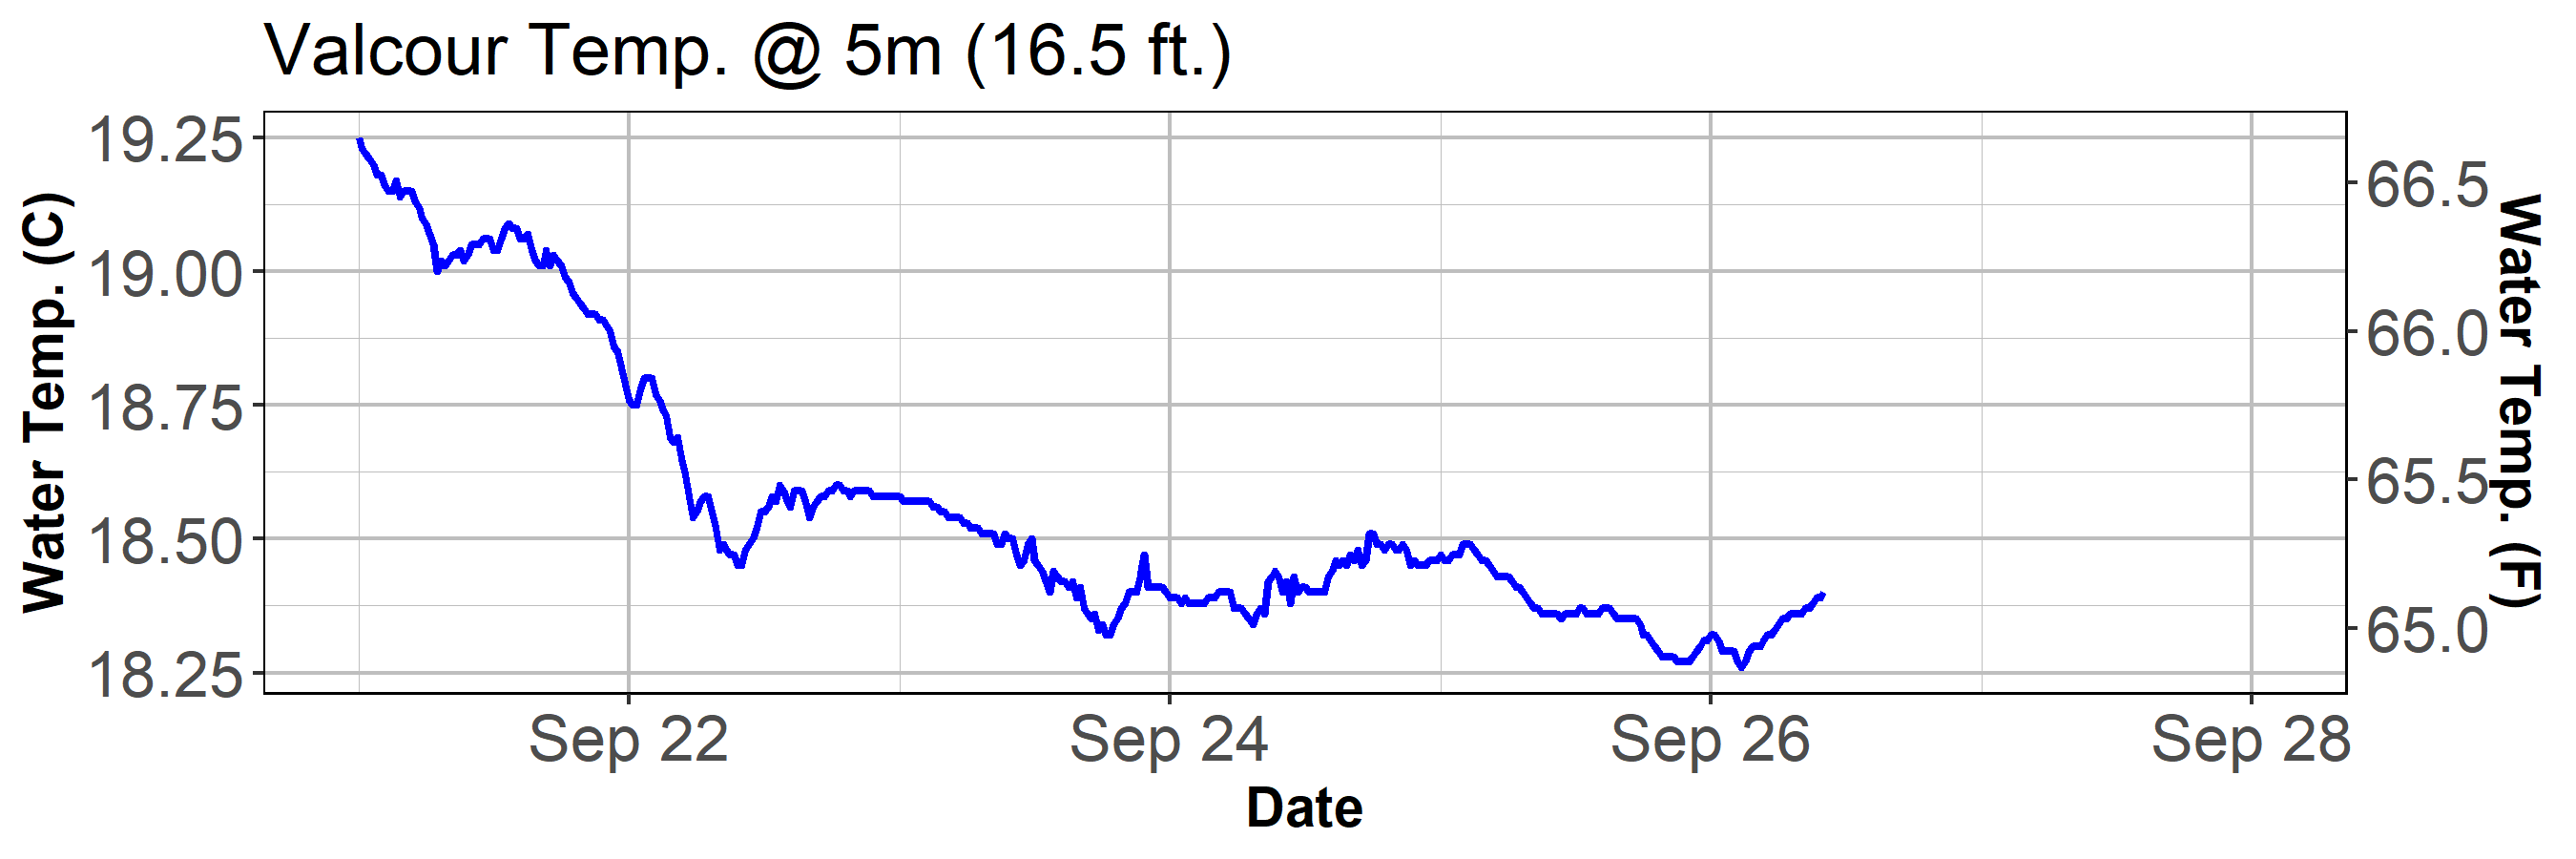 Valcour Temp. @ 5m (16.5 ft.)
Water Temp. (C)
19.25
19.00
18.75
18.50
18.25
66.5
66.0
65.5
65.0
Water Temp. (F)
Sep 22
Sep 24
Sep 26
Sep 28
Date